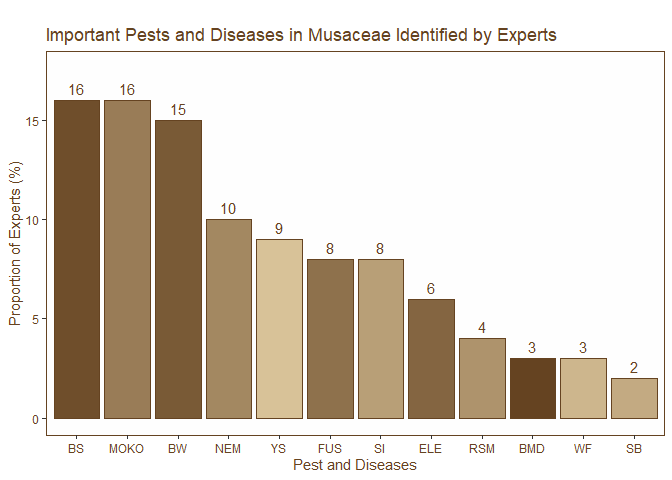 Important Pests and Diseases in Musaceae Identified by Experts
16 16 15 10 9 8 8 6 4 3 3 2
Proportion of Experts (%)
15
10
5
0
BS MOKO BW NEM YS FUS SI ELE RSM BMD WF SB
Pest and Diseases